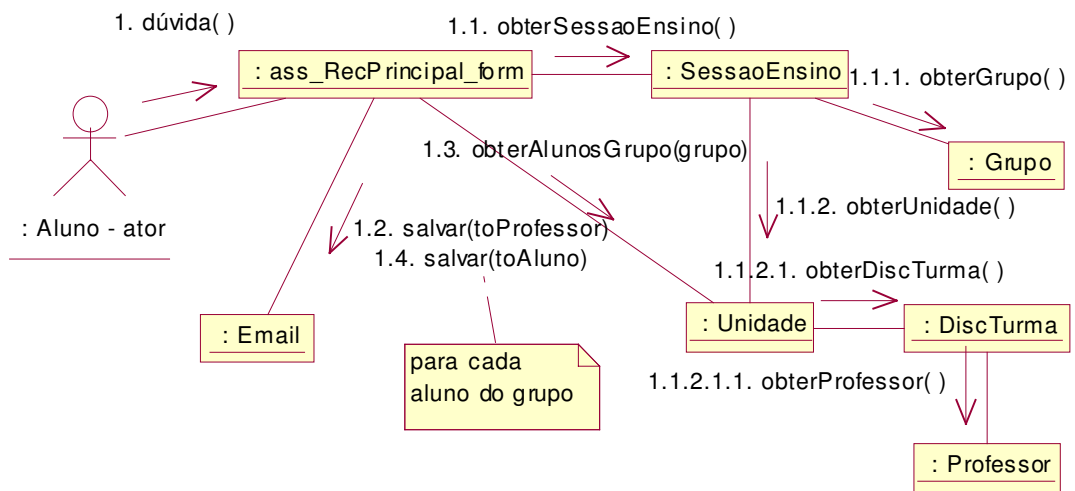 1. dúvida( )
1.1. obterSessaoEnsino( )
: ass_RecPrincipal_form
: SessaoEnsino
1.1.1. obterGrupo( )
1.3. obterAlunosGrupo(grupo)
: Grupo
: Aluno - ator
1.1.2. obterUnidade( )
1.2. salvar(toProfessor)
1.4. salvar(toAluno)
1.1.2.1. obterDiscTurma( )
: Email
: Unidade
: DiscTurma
para cada
aluno do grupo
1.1.2.1.1. obterProfessor( )
: Professor